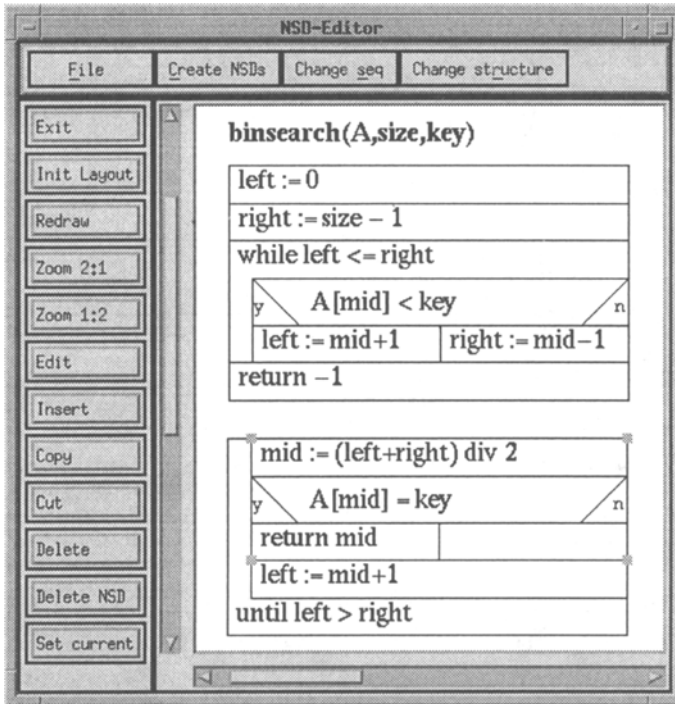 NSD-Editor
File Create NSDs Change seq Change structure
Exit
Init Layout
Redraw
Zoom 2:1
Zoom 1:2
Edit
Insert
Copy
Cut
Delete
Delete NSD
Set current
binsearch(A,size,key)
left := 0
right := size − 1
while left <= right
y A[mid] < key n
left := mid+1 right := mid−1
return −1
mid := (left+right) div 2
y A[mid] = key n
return mid
left := mid+1
until left > right